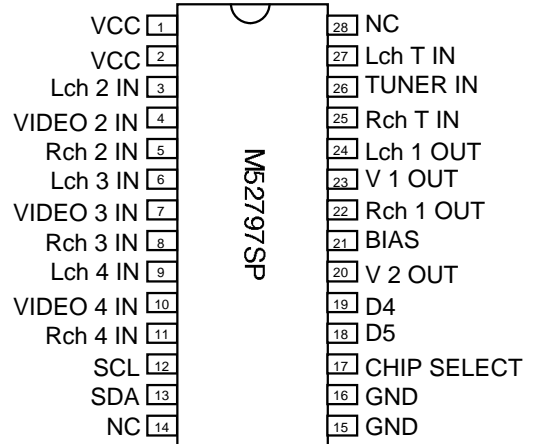 VCC 1
VCC 2
Lch 2 IN 3
VIDEO 2 IN 4
Rch 2 IN 5
Lch 3 IN 6
VIDEO 3 IN 7
Rch 3 IN 8
Lch 4 IN 9
VIDEO 4 IN 10
Rch 4 IN 11
SCL 12
SDA 13
NC 14
M52797SP
28 NC
27 Lch T IN
26 TUNER IN
25 Rch T IN
24 Lch 1 OUT
23 V 1 OUT
22 Rch 1 OUT
21 BIAS
20 V 2 OUT
19 D4
18 D5
17 CHIP SELECT
16 GND
15 GND